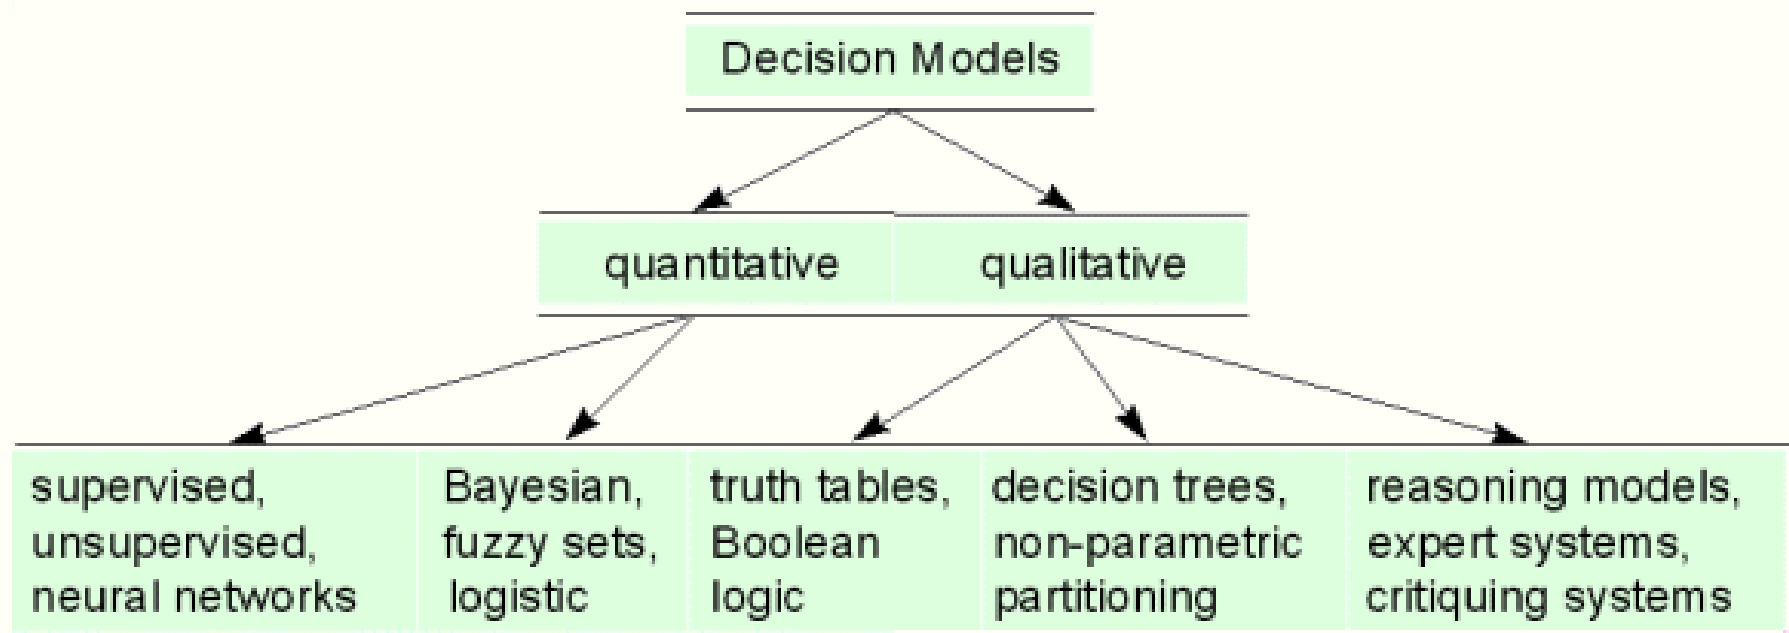 Decision Models
quantitative
qualitative
supervised,
unsupervised,
neural networks
Bayesian,
fuzzy sets,
logistic
truth tables,
Boolean
logic
decision trees,
non-parametric
partitioning
reasoning models,
expert systems,
critiquing systems